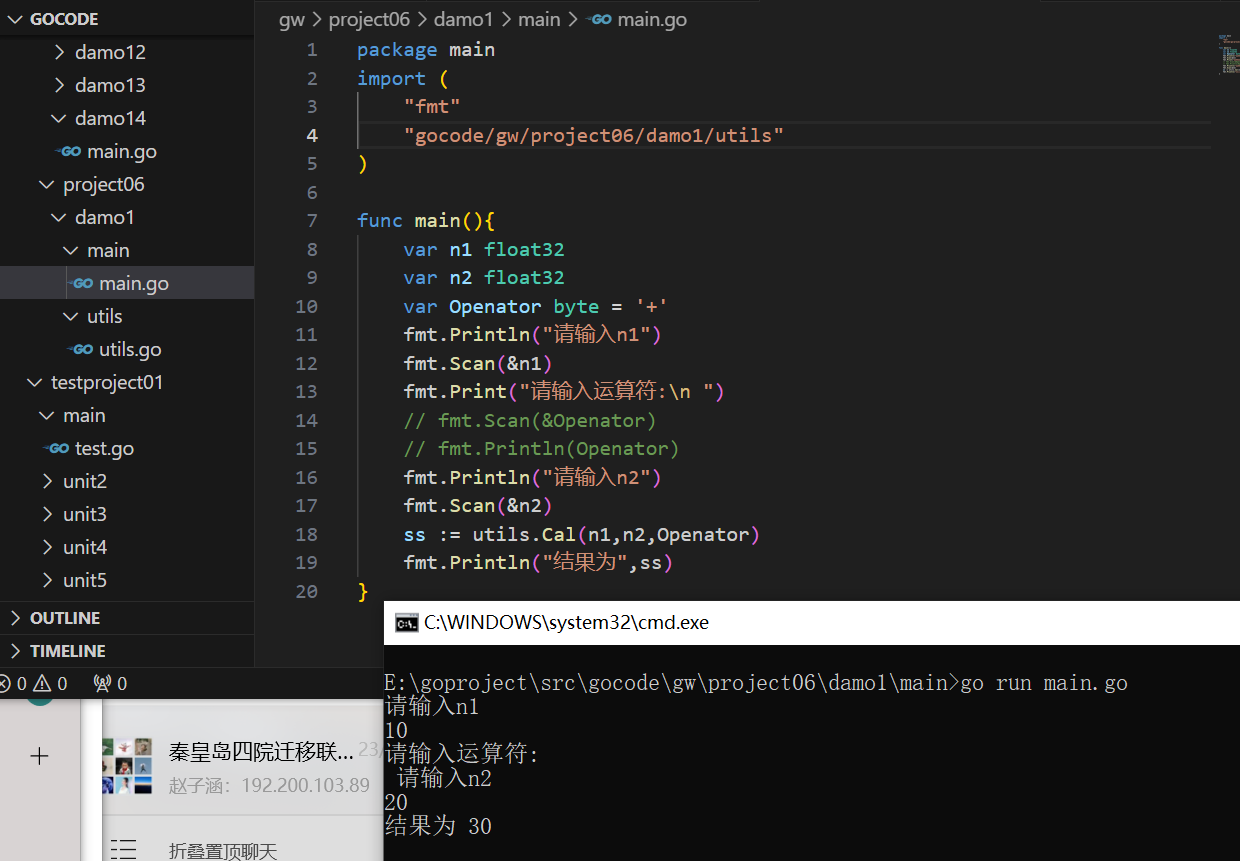 GOCODE
damo12
damo13
damo14
GO main.go
project06
damo1
main
GO main.go
utils
GO utils.go
testproject01
main
GO test.go
unit2
unit3
unit4
unit5
OUTLINE
TIMELINE
0 0 0
gw > project06 > damo1 > main > GO main.go
1 package main
2 import (
3 "fmt"
4 "gocode/gw/project06/damo1/utils"
5 )
6
7 func main(){
8 var n1 float32
9 var n2 float32
10 var Openator byte = '+'
11 fmt.Println("请输入n1")
12 fmt.Scan(&n1)
13 fmt.Print("请输入运算符:\n ")
14 // fmt.Scan(&Openator)
15 // fmt.Println(Openator)
16 fmt.Println("请输入n2")
17 fmt.Scan(&n2)
18 ss := utils.Cal(n1,n2,Openator)
19 fmt.Println("结果为",ss)
20 }
C:\WINDOWS\system32\cmd.exe
E:\goproject\src\gocode\gw\project06\damo1\main>go run main.go
请输入n1
10
请输入运算符:
请输入n2
20
结果为 30
秦皇岛四院迁移联... 23/
赵子涵: 192.200.103.89
折叠置顶聊天